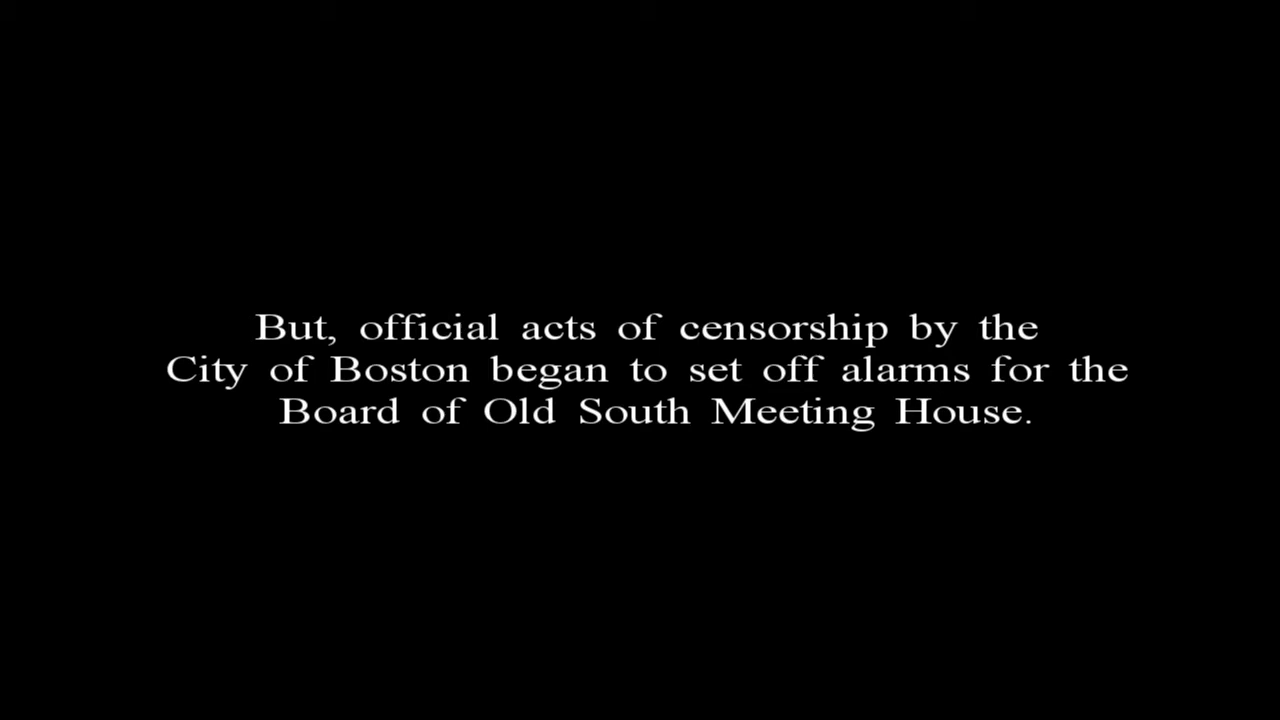 But, official acts of censorship by the
City of Boston began to set off alarms for the
Board of Old South Meeting House.